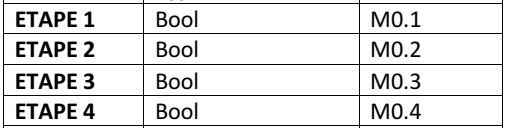 ETAPE 1 Bool M0.1
ETAPE 2 Bool M0.2
ETAPE 3 Bool M0.3
ETAPE 4 Bool M0.4